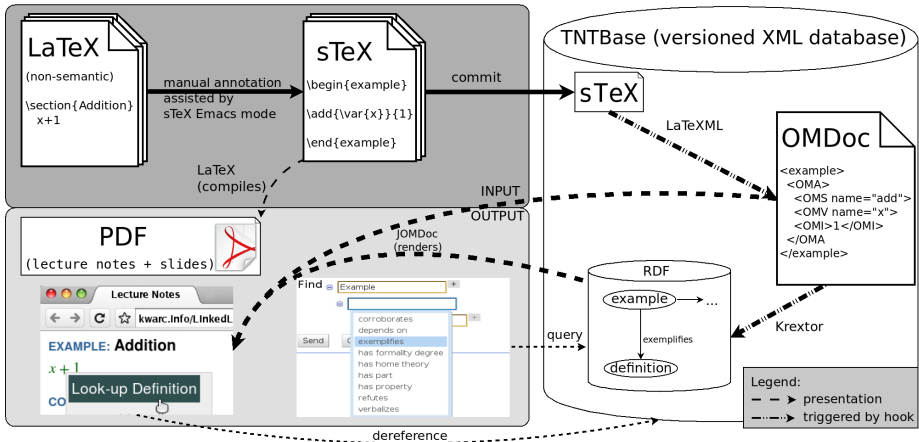 LaTeX
(non-semantic)
\section{Addition}
x+1
manual annotation
assisted by
sTeX Emacs mode
sTeX
\begin{example}
\add{\var{x}}{1}
\end{example}
commit
TNTBase (versioned XML database)
sTeX
LaTeXML
OMDoc
<example>
<OMA>
<OMS name="add">
<OMV name="x">
<OMI>1</OMI>
</OMA
</example>
LaTeX
(compiles)
INPUT
OUTPUT
PDF
(lecture notes + slides)
JOMDoc
(renders)
Lecture Notes
kwarc.info/LinkedL
EXAMPLE: Addition
x + 1
CO
Look-up Definition
Find
Example
+
+
corroborates
depends on
exemplifies
has formality degree
has home theory
has part
has property
refutes
verbalizes
Send
query
RDF
example
...
exemplifies
definition
Krextor
dereference
Legend:
presentation
triggered by hook